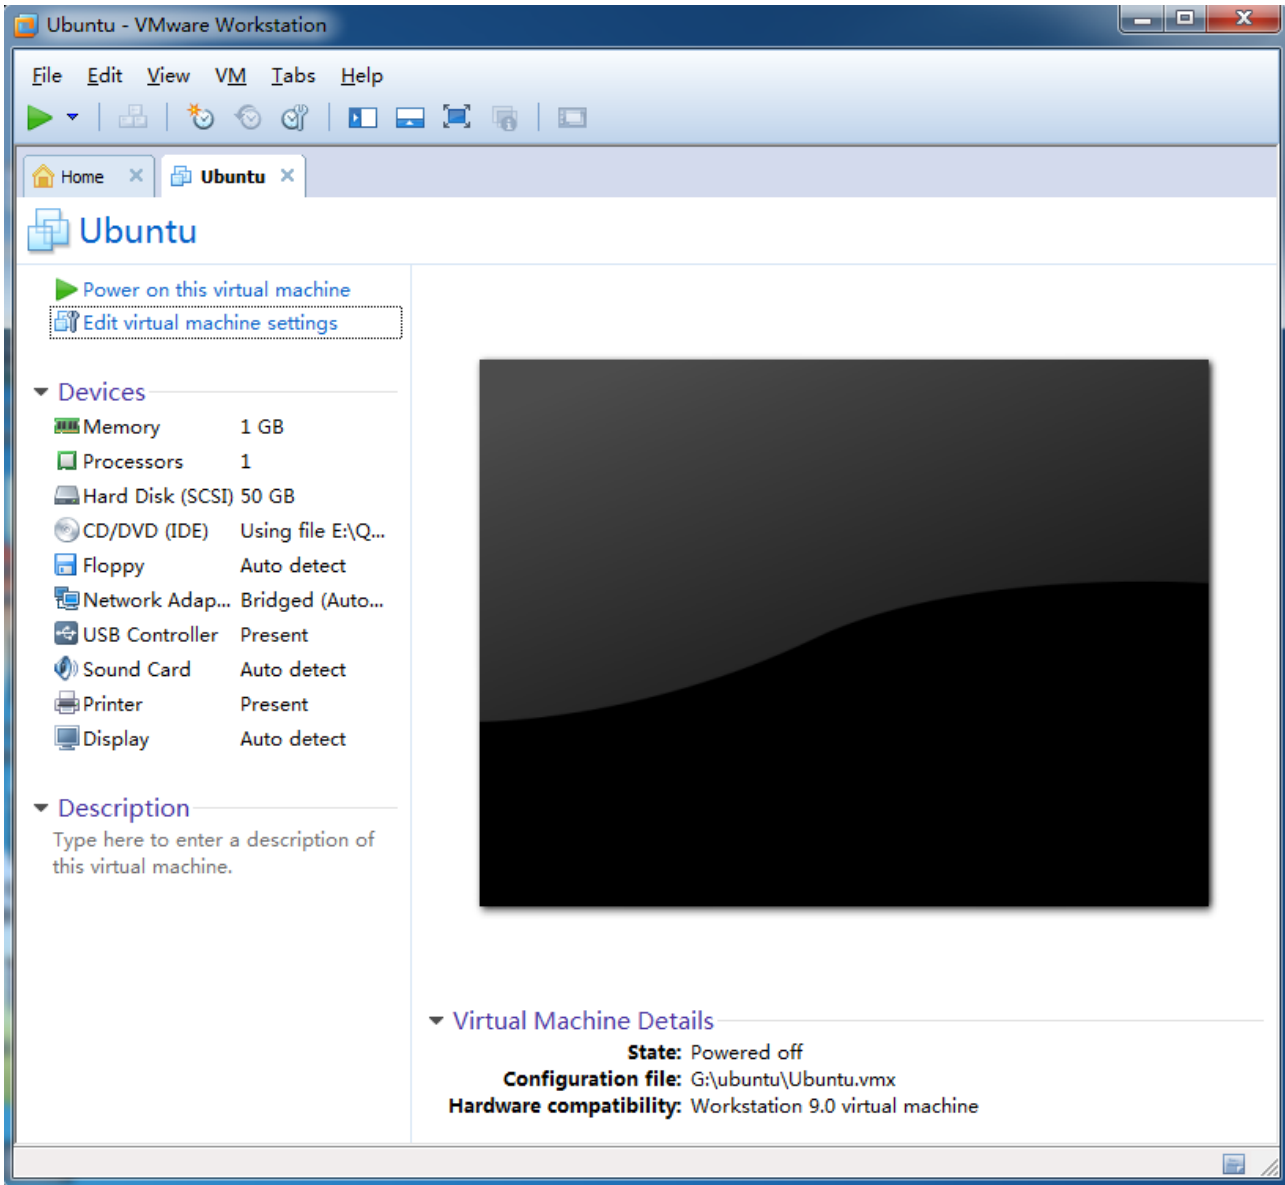 Ubuntu - VMware Workstation
File Edit View VM Tabs Help
Home Ubuntu
Ubuntu
Power on this virtual machine
Edit virtual machine settings
Devices
Memory 1 GB
Processors 1
Hard Disk (SCSI) 50 GB
CD/DVD (IDE) Using file E:\Q...
Floppy Auto detect
Network Adap... Bridged (Auto...
USB Controller Present
Sound Card Auto detect
Printer Present
Display Auto detect
Description
Type here to enter a description of
this virtual machine.
Virtual Machine Details
State: Powered off
Configuration file: G:\ubuntu\Ubuntu.vmx
Hardware compatibility: Workstation 9.0 virtual machine